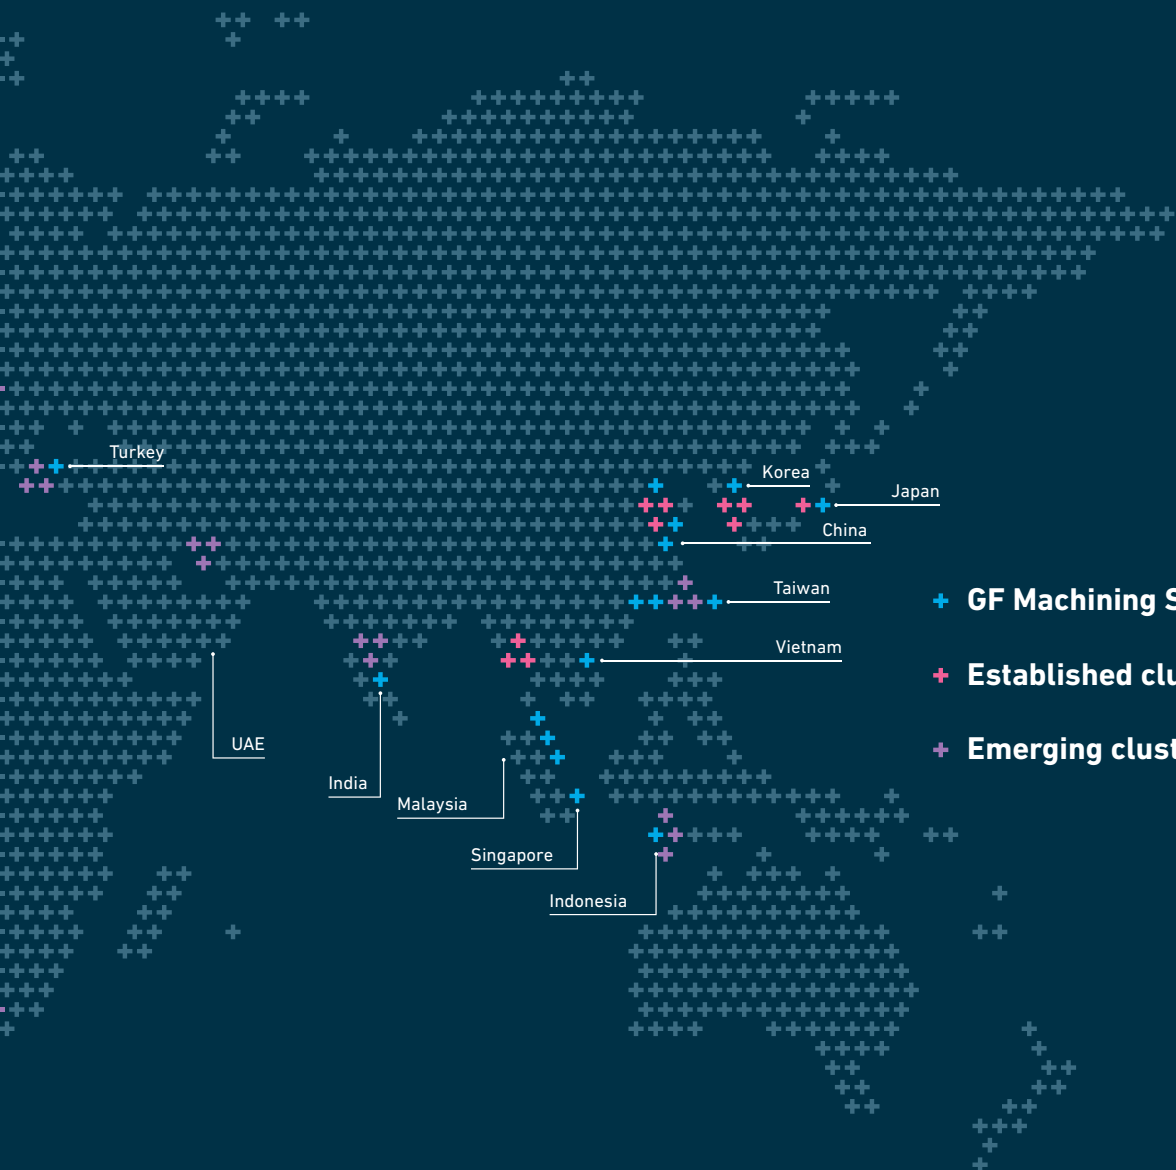 Turkey
Korea
Japan
China
Taiwan
GF Machining S
Vietnam
Established clu
Emerging clust
UAE
India
Malaysia
Singapore
Indonesia